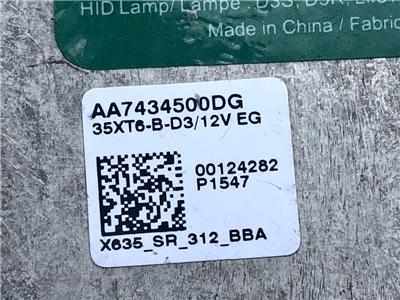 HID Lamp/ Lampe : D3S, D3R,
Made in China / Fabric
AA7434500DG
35XT6-B-D3/12V EG
00124282
P1547
X635_SR_312_BBA